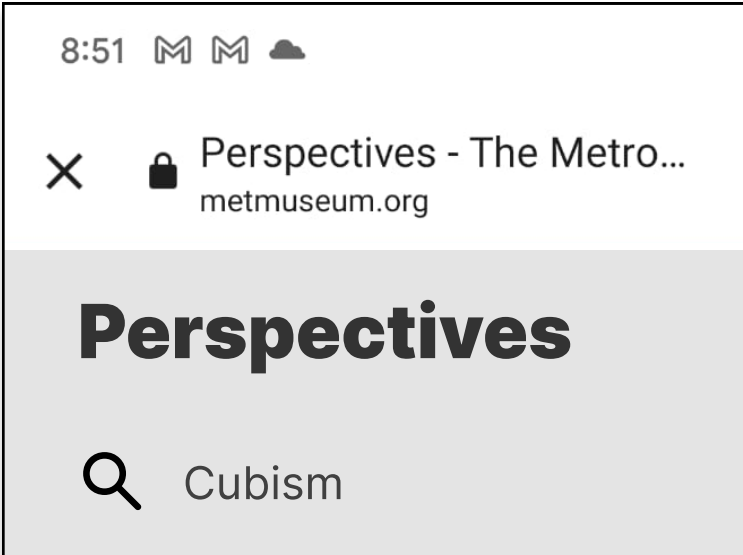 8:51
Perspectives - The Metro...
metmuseum.org
Perspectives
Cubism